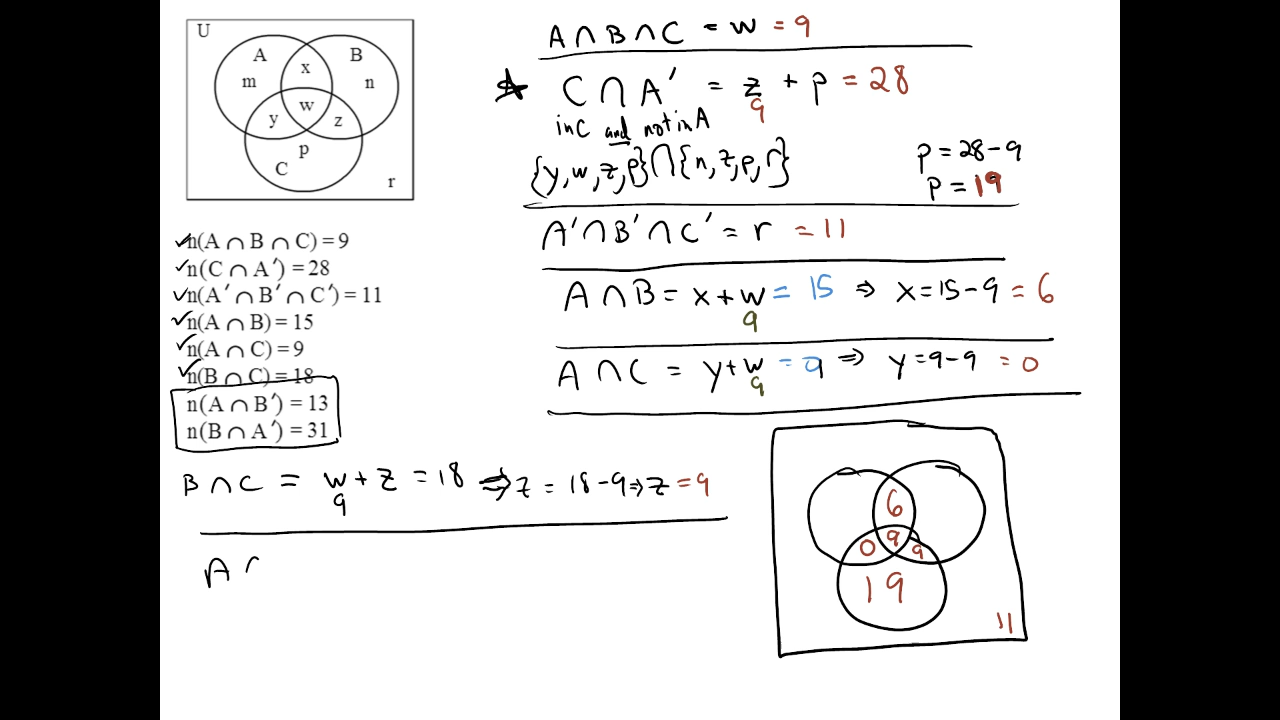 U
A
B
x
m
n
w
y
z
p
C
r
n(A ∩ B ∩ C) = 9
n(C ∩ A′) = 28
n(A′ ∩ B′ ∩ C′) = 11
n(A ∩ B) = 15
n(A ∩ C) = 9
n(B ∩ C) = 18
n(A ∩ B′) = 13
n(B ∩ A′) = 31
B ∩ C = w + z = 18 ⇒ z = 18 - 9 ⇒ z = 9
9
A ∩
A ∩ B ∩ C = w = 9
C ∩ A′ = z + p = 28
9
in C and not in A
{y, w, z, p} ∩ {n, z, p, r}
p = 28 - 9
p = 19
A′ ∩ B′ ∩ C′ = r = 11
A ∩ B = x + w = 15 ⇒ x = 15 - 9 = 6
9
A ∩ C = y + w = 9 ⇒ y = 9 - 9 = 0
9
6
0 9 9
19
11